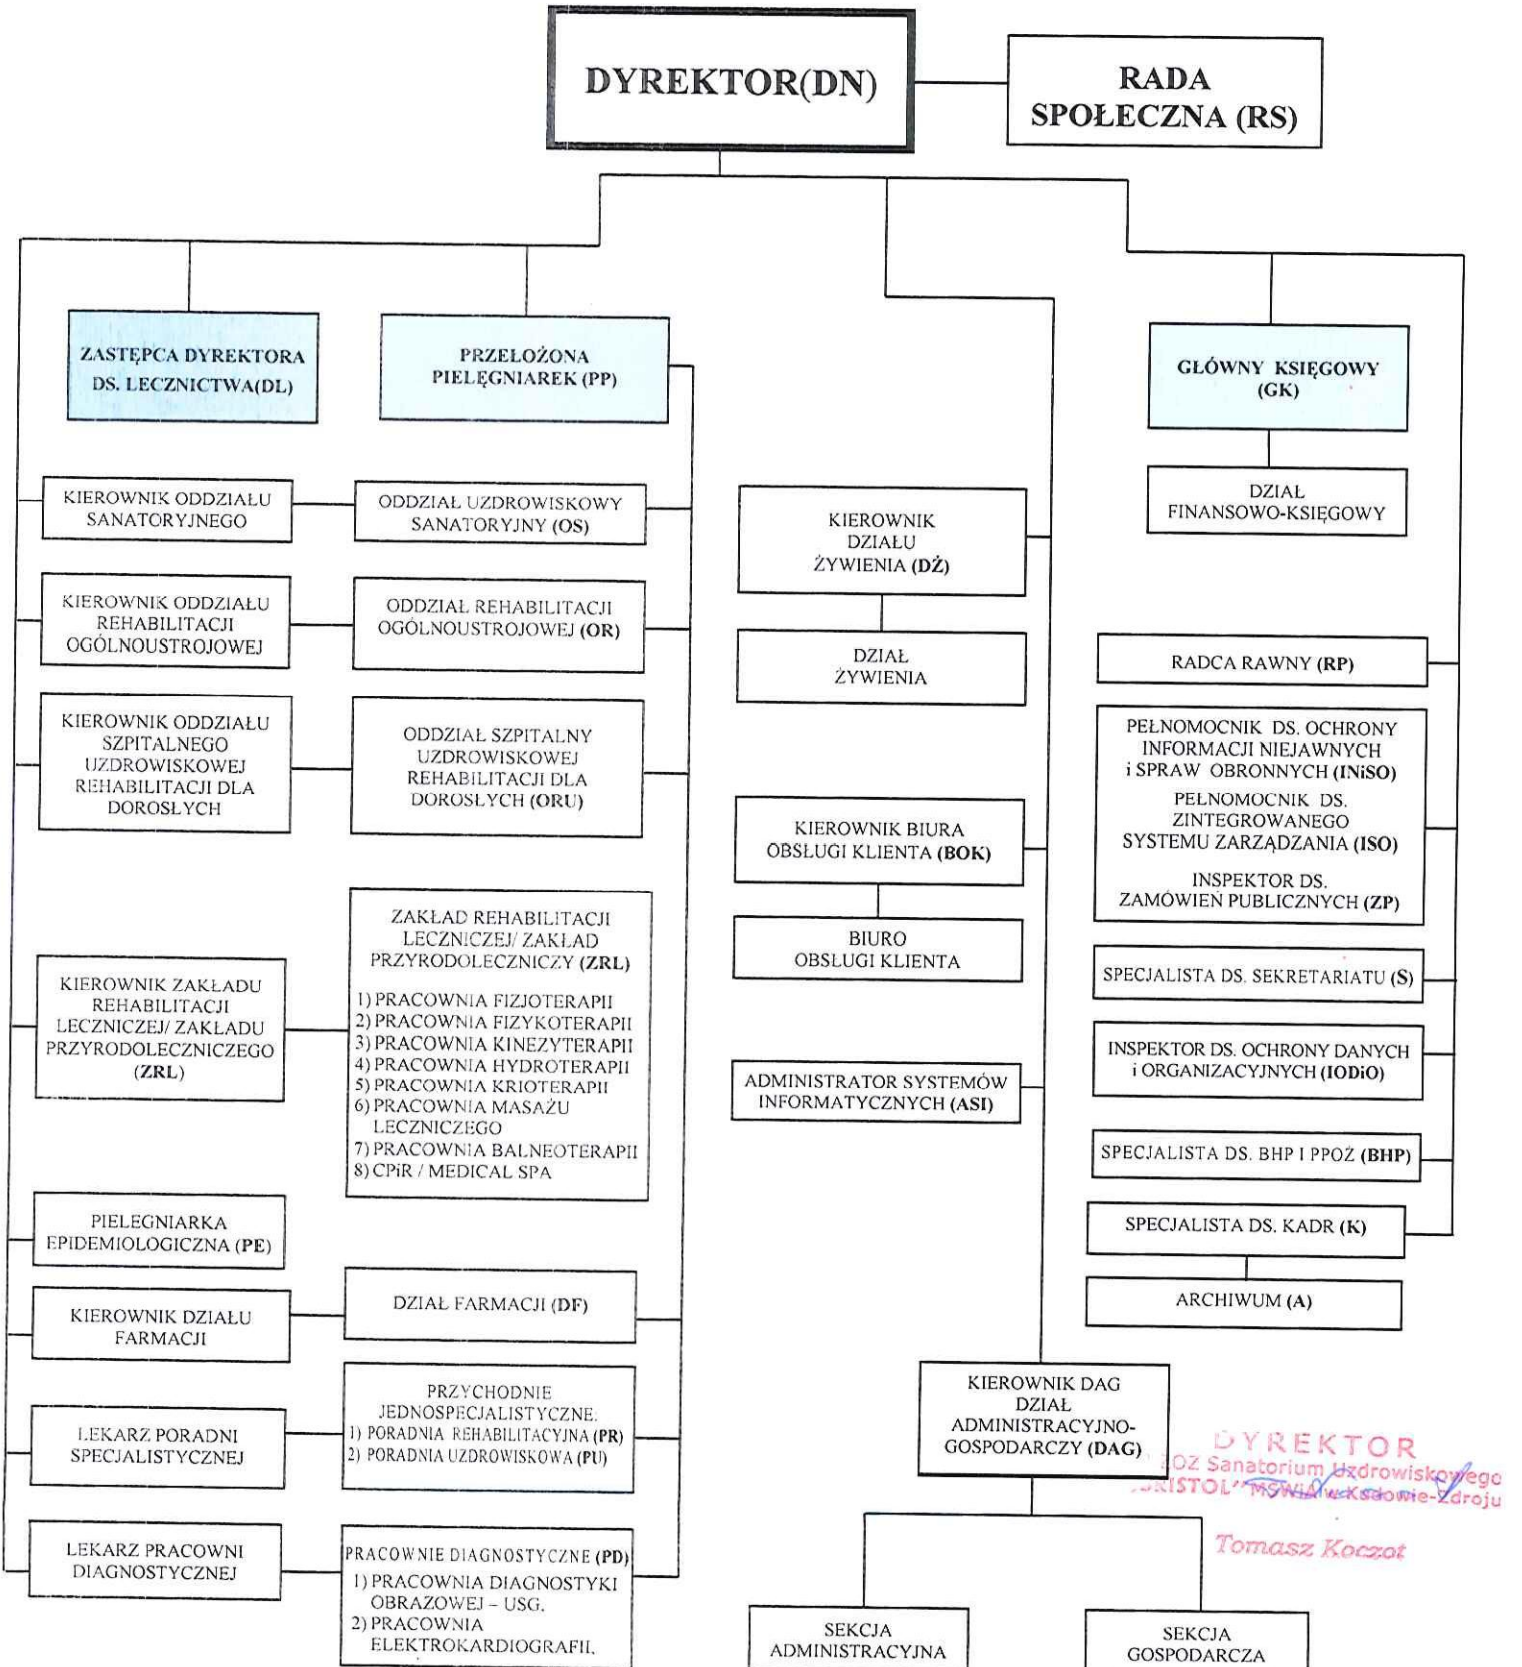 DYREKTOR(DN)
RADA
SPOŁECZNA (RS)
ZASTĘPCA DYREKTORA
DS. LECZNICTWA(DL)
PRZEŁOŻONA
PIELĘGNIAREK (PP)
GŁÓWNY KSIĘGOWY
(GK)
KIEROWNIK ODDZIAŁU
SANATORYJNEGO
ODDZIAŁ UZDROWISKOWY
SANATORYJNY (OS)
KIEROWNIK
DZIAŁU
ŻYWIENIA (DŻ)
DZIAŁ
FINANSOWO-KSIĘGOWY
KIEROWNIK ODDZIAŁU
REHABILITACJI
OGÓLNOUSTROJOWEJ
ODDZIAŁ REHABILITACJI
OGÓLNOUSTROJOWEJ (OR)
DZIAŁ
ŻYWIENIA
RADCA RAWNY (RP)
KIEROWNIK ODDZIAŁU
SZPITALNEGO
UZDROWISKOWEJ
REHABILITACJI DLA
DOROSŁYCH
ODDZIAŁ SZPITALNY
UZDROWISKOWEJ
REHABILITACJI DLA
DOROSŁYCH (ORU)
KIEROWNIK BIURA
OBSŁUGI KLIENTA (BOK)
BIURO
OBSŁUGI KLIENTA
PEŁNOMOCNIK DS. OCHRONY
INFORMACJI NIEJAWNYCH
i SPRAW OBRONNYCH (INiSO)
PEŁNOMOCNIK DS.
ZINTEGROWANEGO
SYSTEMU ZARZĄDZANIA (ISO)
INSPEKTOR DS.
ZAMÓWIEŃ PUBLICZNYCH (ZP)
KIEROWNIK ZAKŁADU
REHABILITACJI
LECZNICZEJ/ ZAKŁADU
PRZYRODOLECZNICZEGO
(ZRL)
ZAKŁAD REHABILITACJI
LECZNICZEJ/ ZAKŁAD
PRZYRODOLECZNICZY (ZRL)
1) PRACOWNIA FIZJOTERAPII
2) PRACOWNIA FIZYKOTERAPII
3) PRACOWNIA KINEZYTERAPII
4) PRACOWNIA HYDROTERAPII
5) PRACOWNIA KRIOTERAPII
6) PRACOWNIA MASAŻU
LECZNICZEGO
7) PRACOWNIA BALNEOTERAPII
8) CPiR / MEDICAL SPA
ADMINISTRATOR SYSTEMÓW
INFORMATYCZNYCH (ASI)
SPECJALISTA DS. SEKRETARIATU (S)
INSPEKTOR DS. OCHRONY DANYCH
i ORGANIZACYJNYCH (IODiO)
SPECJALISTA DS. BHP I PPOŻ (BHP)
SPECJALISTA DS. KADR (K)
ARCHIWUM (A)
PIELEGNIARKA
EPIDEMIOLOGICZNA (PE)
KIEROWNIK DZIAŁU
FARMACJI
DZIAŁ FARMACJI (DF)
LEKARZ PORADNI
SPECJALISTYCZNEJ
PRZYCHODNIE
JEDNOSPECJALISTYCZNE.
1) PORADNIA REHABILITACYJNA (PR)
2) PORADNIA UZDROWISKOWA (PU)
KIEROWNIK DAG
DZIAŁ
ADMINISTRACYJNO-
GOSPODARCZY (DAG)
DYREKTOR
Sanatorium Uzdrowiskowego
MSWiA w Kudowie-Zdroju
Tomasz Koczot
LEKARZ PRACOWNI
DIAGNOSTYCZNEJ
PRACOWNIE DIAGNOSTYCZNE (PD)
1) PRACOWNIA DIAGNOSTYKI
OBRAZOWEJ – USG.
2) PRACOWNIA
ELEKTROKARDIOGRAFII.
SEKCJA
ADMINISTRACYJNA
SEKCJA
GOSPODARCZA